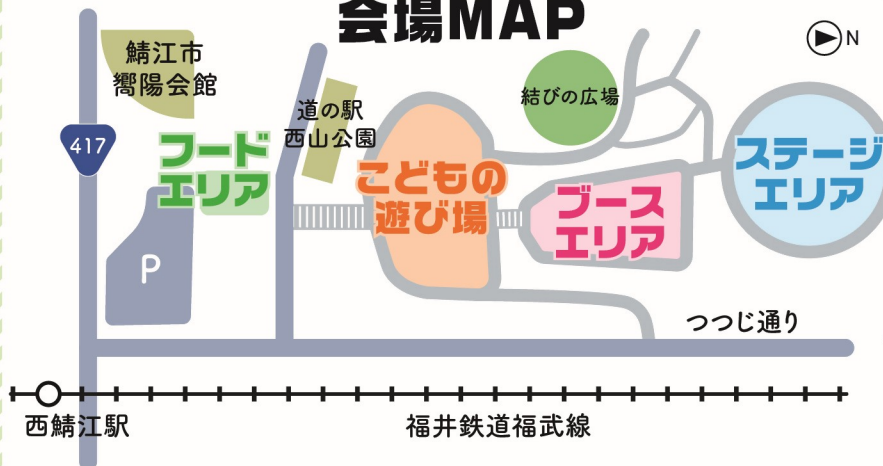 会場MAP
N
鯖江市
嚮陽会館
道の駅
西山公園
結びの広場
417
フード
エリア
こどもの
遊び場
ブース
エリア
ステージ
エリア
P
つつじ通り
西鯖江駅
福井鉄道福武線